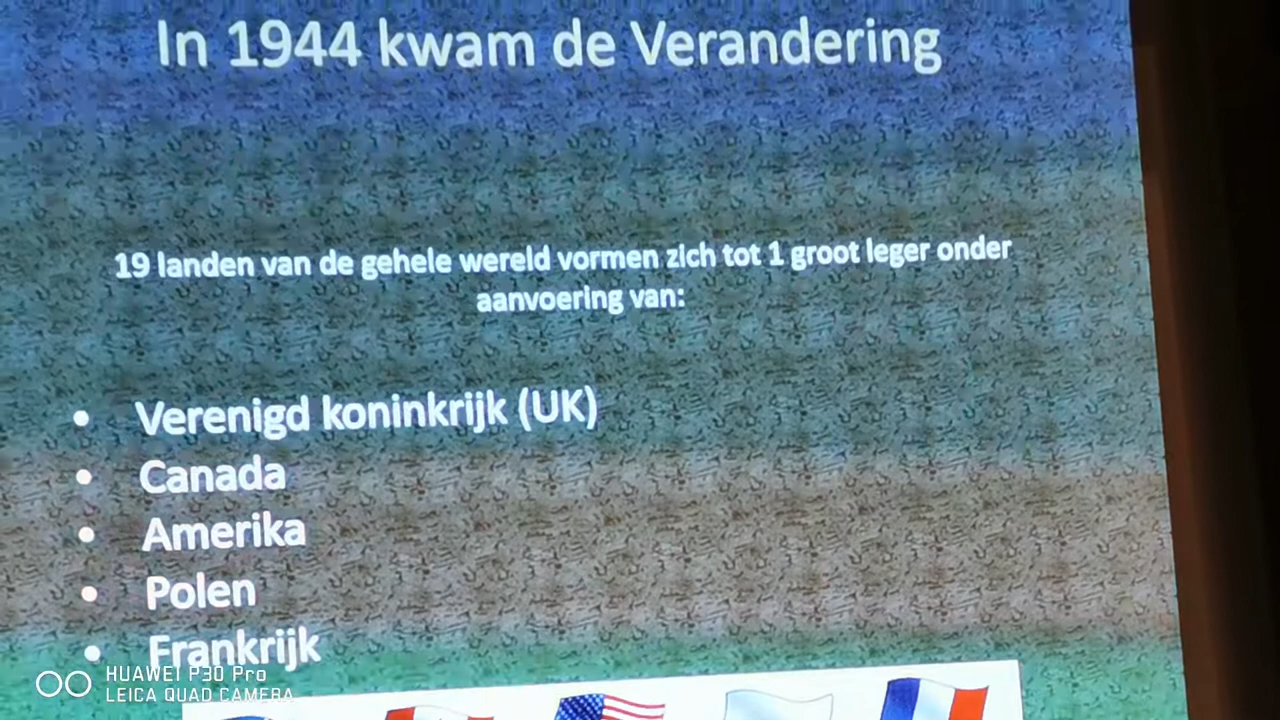 In 1944 kwam de Verandering
19 landen van de gehele wereld vormen zich tot 1 groot leger onder
aanvoering van:
• Verenigd koninkrijk (UK)
• Canada
• Amerika
• Polen
• Frankrijk
HUAWEI P30 Pro
LEICA QUAD CAMERA